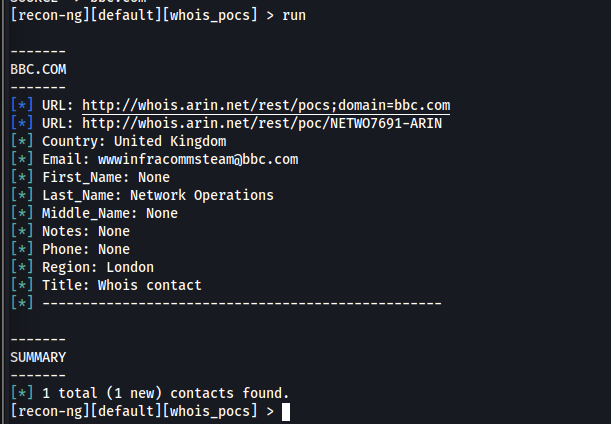 [recon-ng][default][whois_pocs] > run
-------
BBC.COM
-------
[*] URL: http://whois.arin.net/rest/pocs;domain=bbc.com
[*] URL: http://whois.arin.net/rest/poc/NETWO7691-ARIN
[*] Country: United Kingdom
[*] Email: wwwinfracommsteam@bbc.com
[*] First_Name: None
[*] Last_Name: Network Operations
[*] Middle_Name: None
[*] Notes: None
[*] Phone: None
[*] Region: London
[*] Title: Whois contact
[*] --------------------------------------------------
-------
SUMMARY
-------
[*] 1 total (1 new) contacts found.
[recon-ng][default][whois_pocs] >